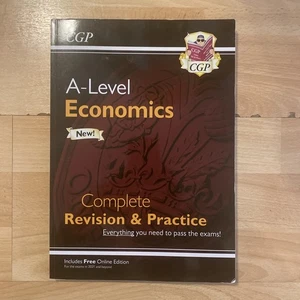 CGP
CGP
A-Level
Economics
New!
Complete
Revision & Practice
Everything you need to pass the exams!
Includes Free Online Edition